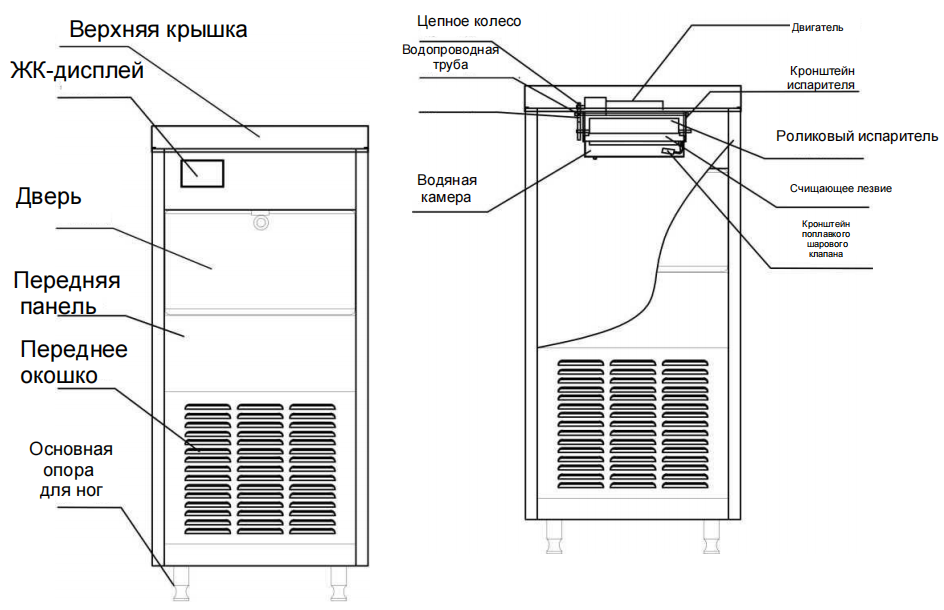 Верхняя крышка
ЖК-дисплей
Дверь
Передняя
панель
Переднее
окошко
Основная
опора
для ног
Цепное колесо
Водопроводная
труба
Водяная
камера
Двигатель
Кронштейн
испарителя
Роликовый испаритель
Счищающее лезвие
Кронштейн
поплавкого
шарового
клапана